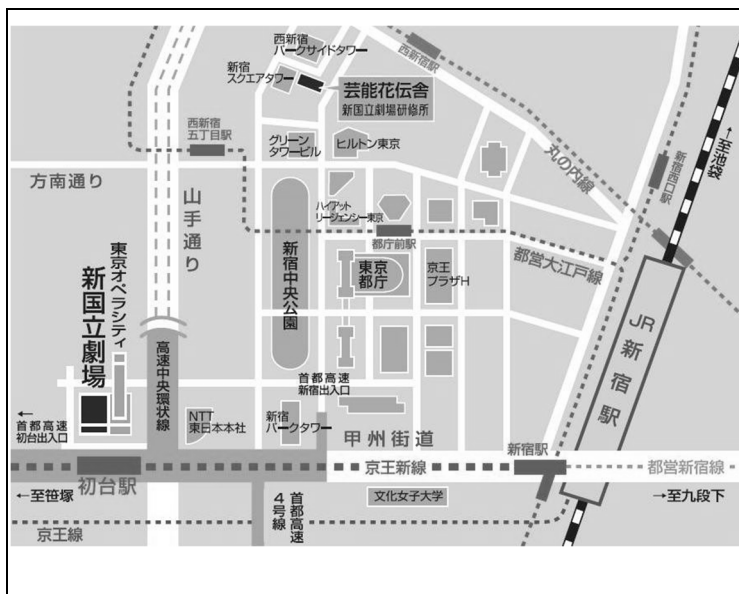 西新宿
パークサイドタワー
新宿
スクエアタワー
芸能花伝舎
新国立劇場研修所
西新宿駅
西新宿
五丁目駅
グリーン
タワービル
ヒルトン東京
丸の内線
至池袋→
新宿西口駅
方南通り
山手通り
ハイアット
リージェンシー東京
都庁前駅
都営大江戸線
新宿中央公園
東京
都庁
京王
プラザH
東京オペラシティ
新国立劇場
高速中央環状線
JR新宿駅
首都高速
新宿出入口
←
首都高速
初台出入口
NTT
東日本本社
新宿
パークタワー
甲州街道
新宿駅
初台駅
京王新線
都営新宿線
←至笹塚
首都高速
4号線
文化女子大学
→至九段下
京王線